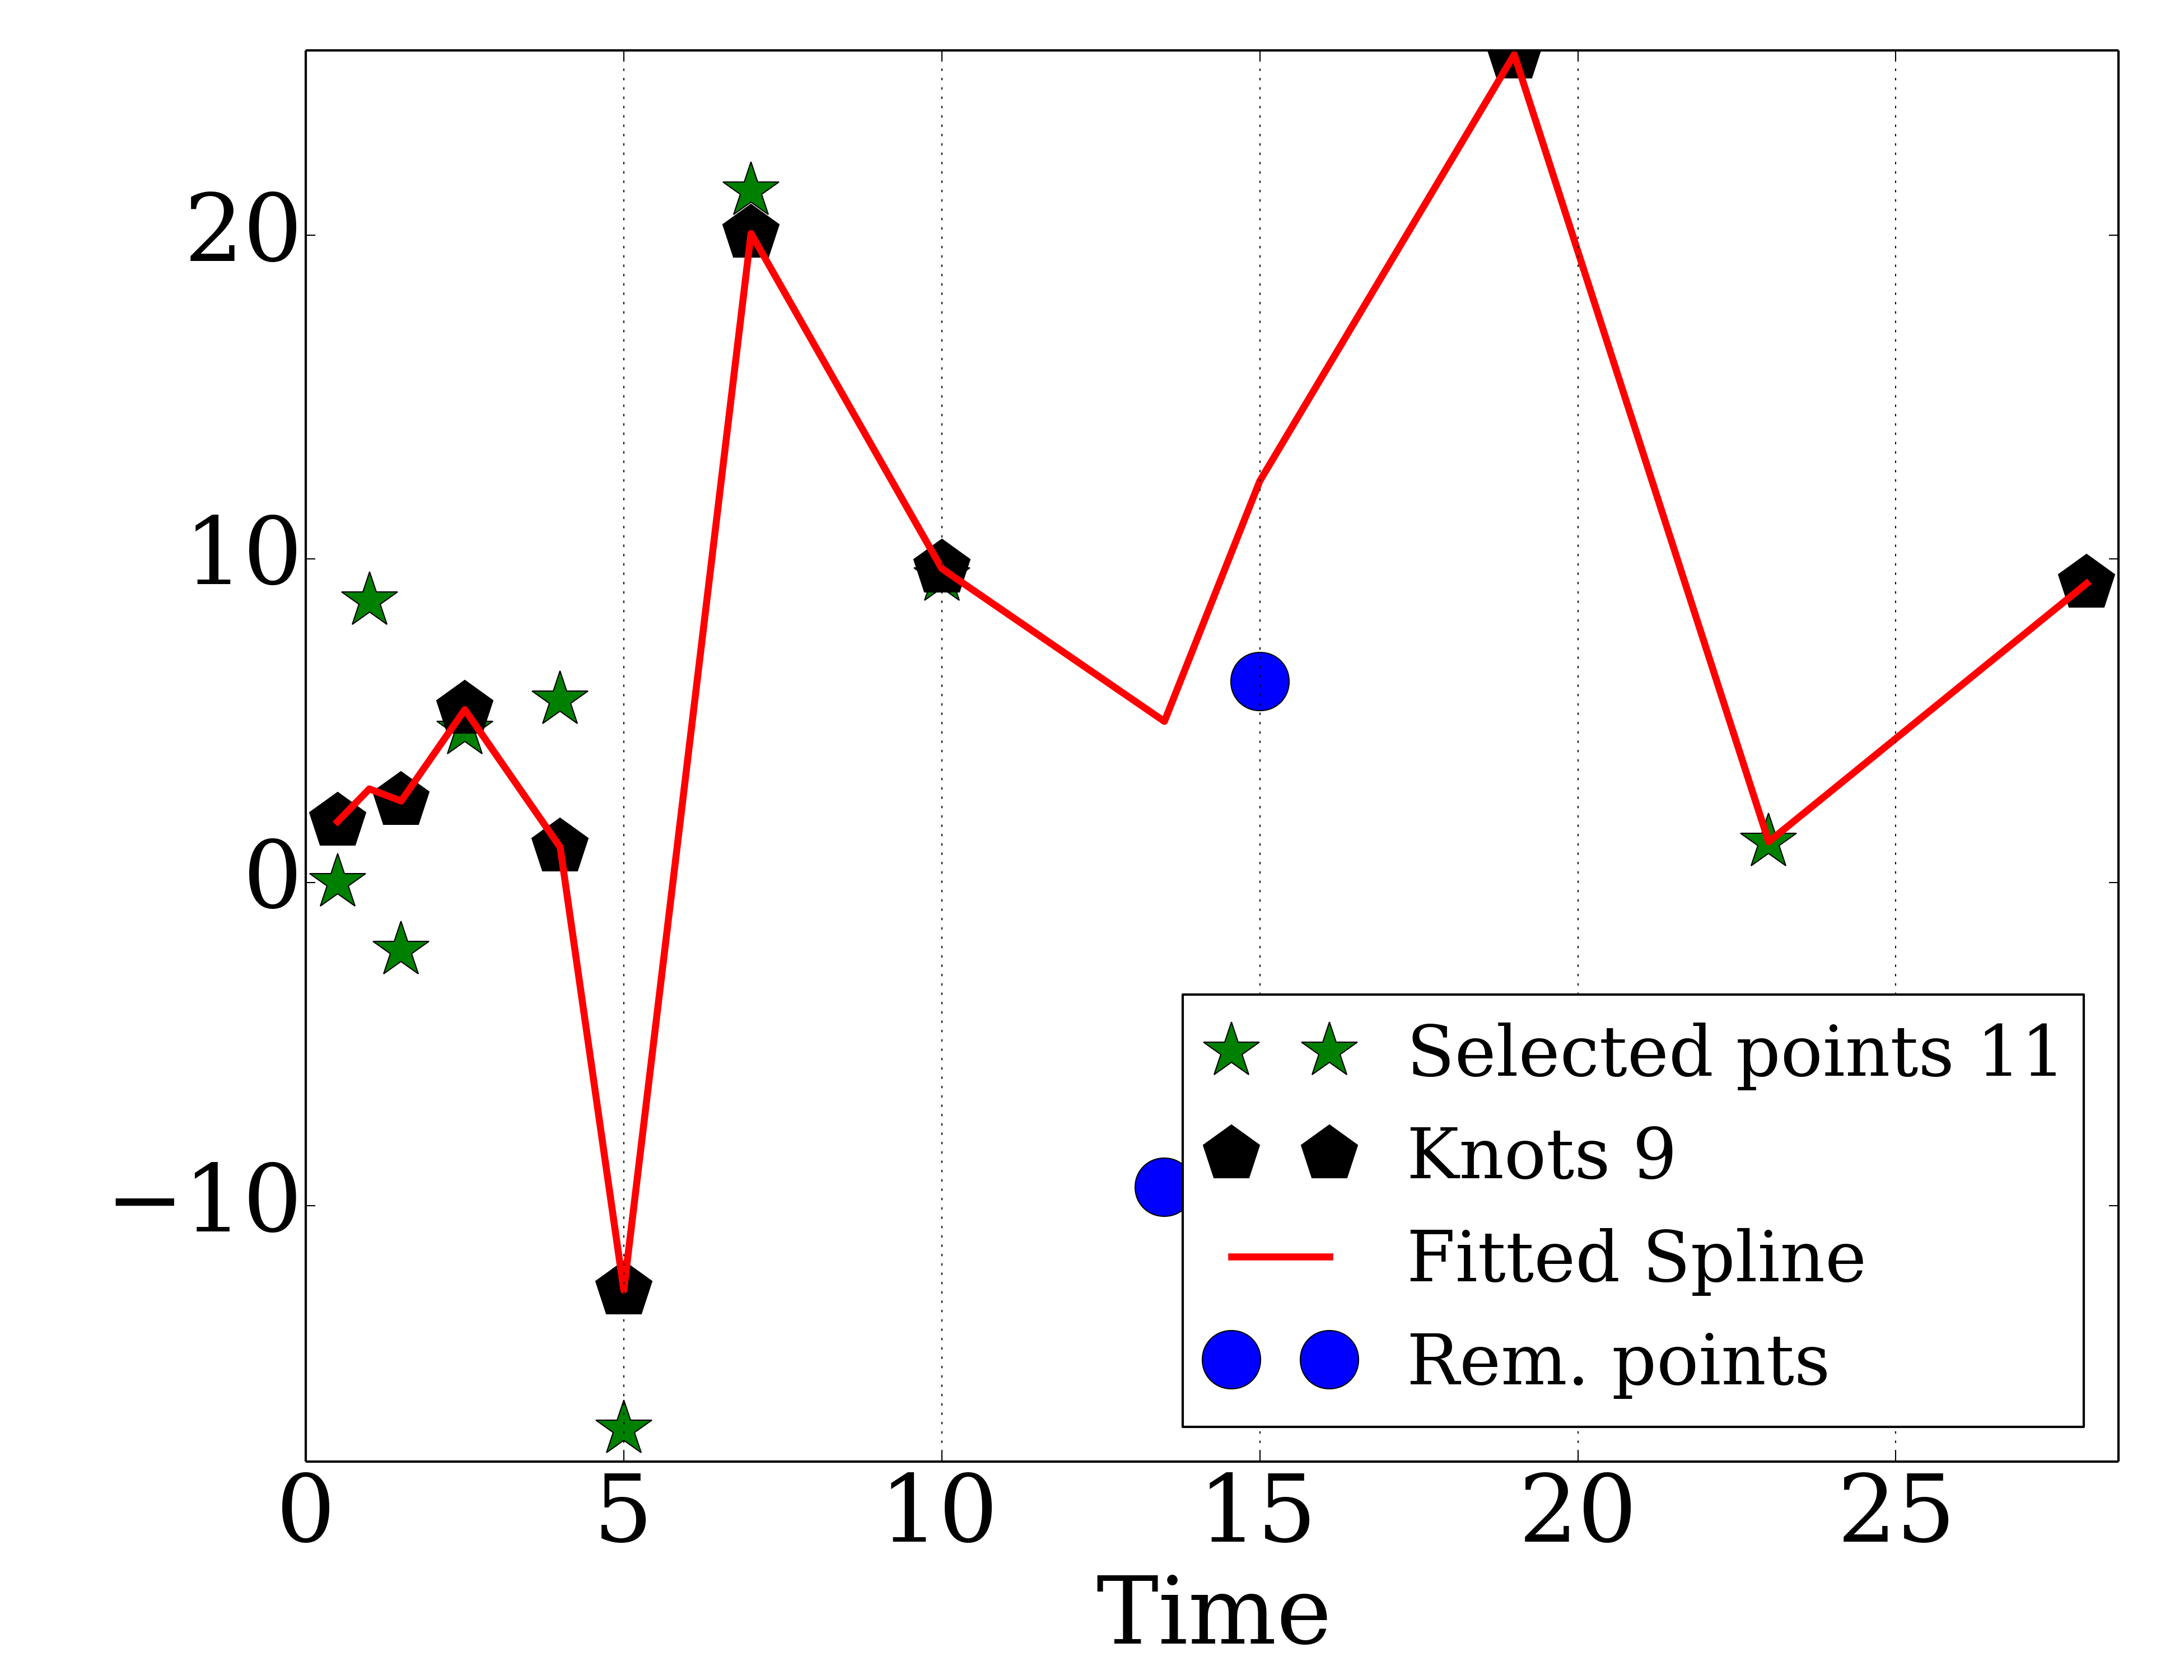 20
10
0
−10
0 5 10 15 20 25
Time
Selected points 11
Knots 9
Fitted Spline
Rem. points